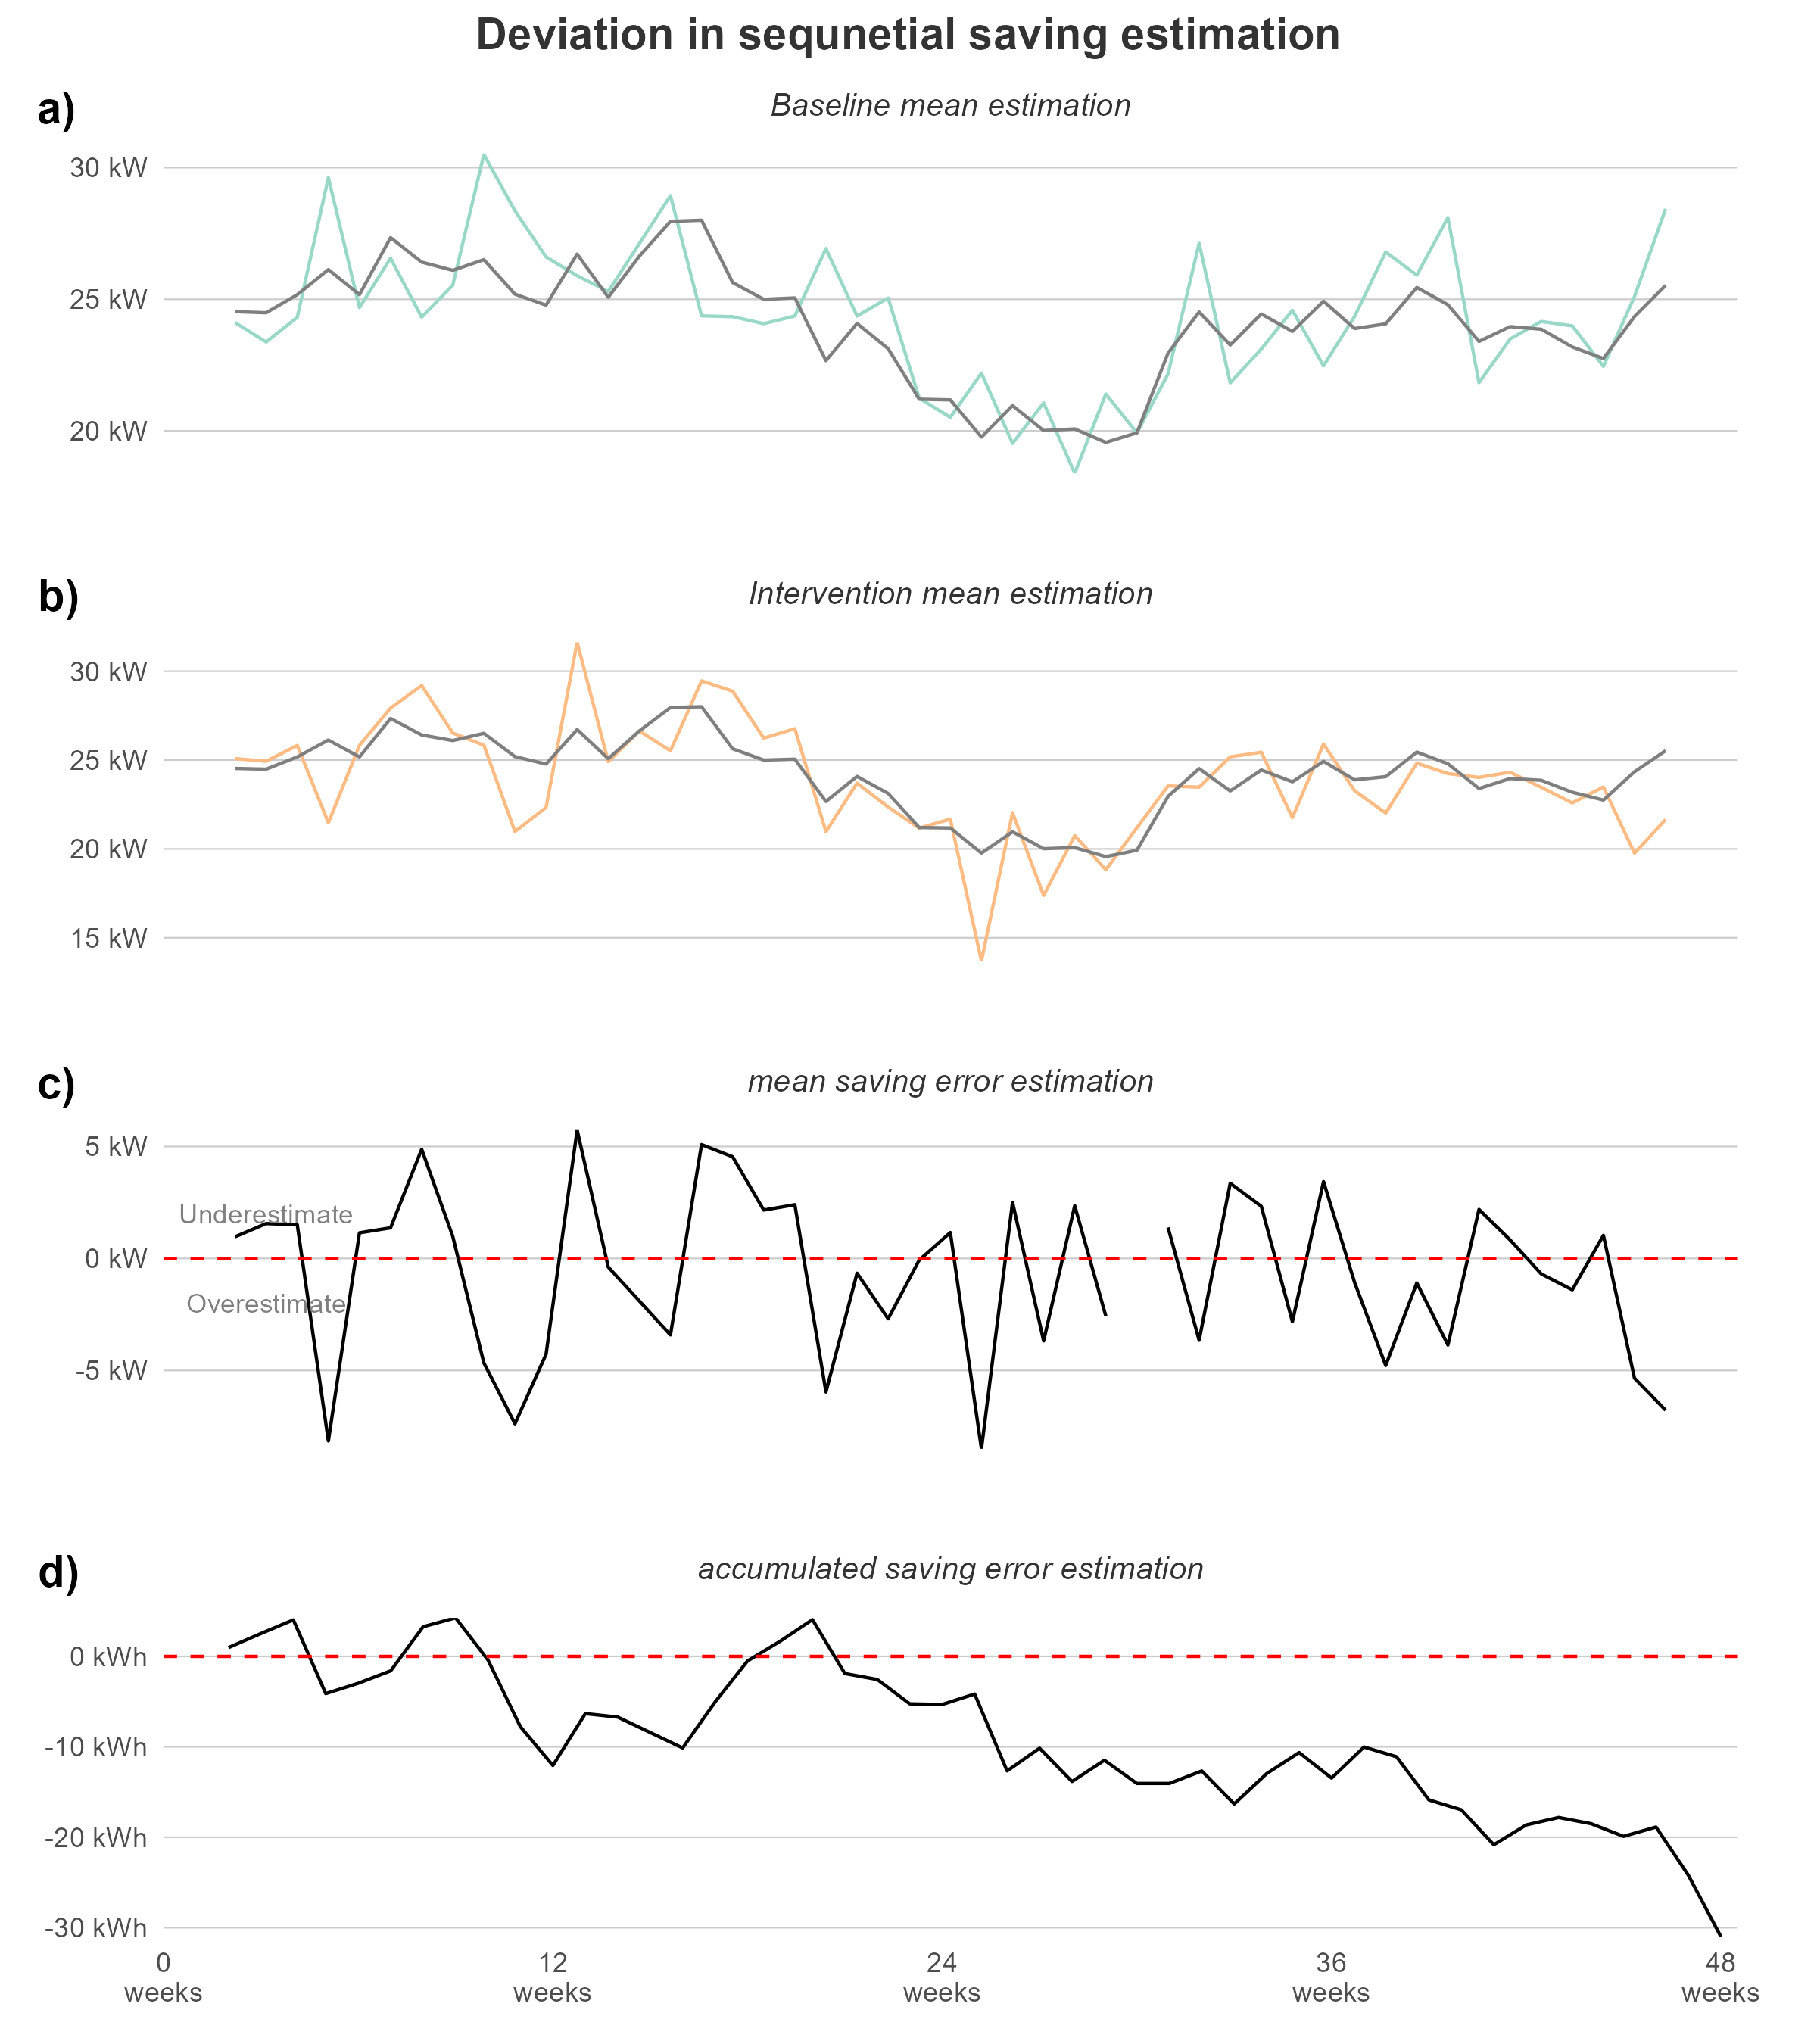 Deviation in sequnetial saving estimation
a)
Baseline mean estimation
30 kW
25 kW
20 kW
b)
Intervention mean estimation
30 kW
25 kW
20 kW
15 kW
c)
mean saving error estimation
5 kW
Underestimate
0 kW
Overestimate
-5 kW
d)
accumulated saving error estimation
0 kWh
-10 kWh
-20 kWh
-30 kWh
0 12 24 36 48
weeks weeks weeks weeks weeks